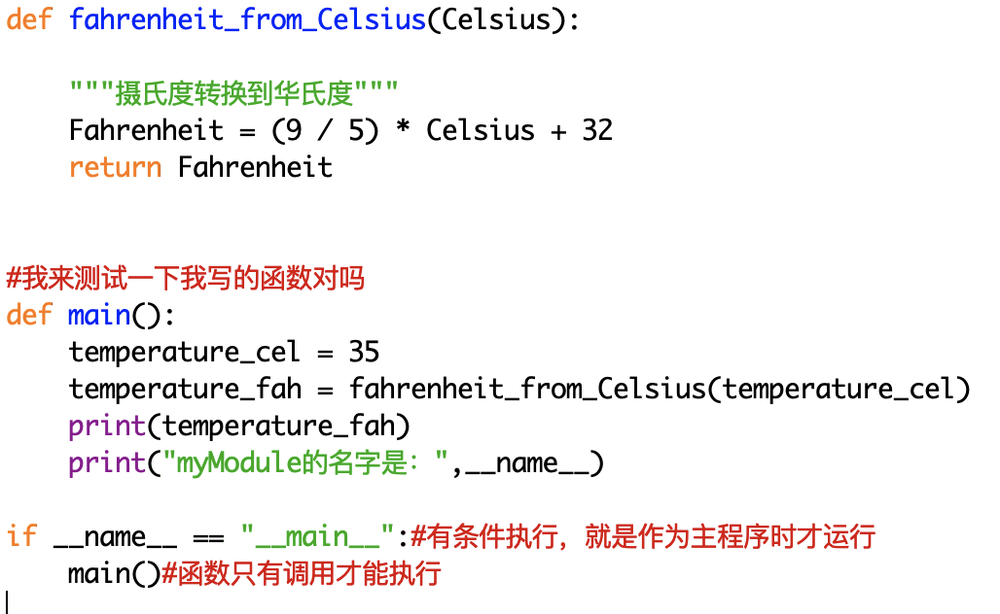 def fahrenheit_from_Celsius(Celsius):
"""摄氏度转换到华氏度"""
Fahrenheit = (9 / 5) * Celsius + 32
return Fahrenheit
#我来测试一下我写的函数对吗
def main():
temperature_cel = 35
temperature_fah = fahrenheit_from_Celsius(temperature_cel)
print(temperature_fah)
print("myModule的名字是：",__name__)
if __name__ == "__main__":#有条件执行，就是作为主程序时才运行
main()#函数只有调用才能执行